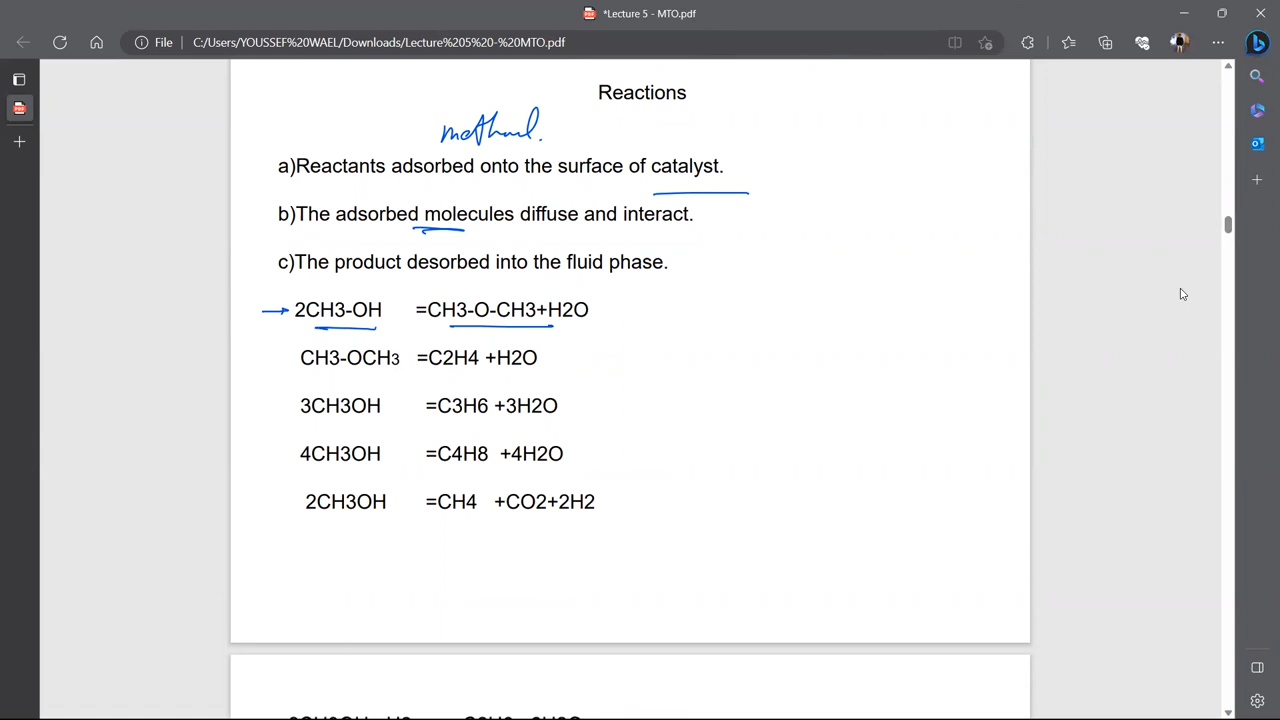 *Lecture 5 - MTO.pdf
File C:/Users/YOUSSEF%20WAEL/Downloads/Lecture%205%20-%20MTO.pdf
Reactions
methanol.
a)Reactants adsorbed onto the surface of catalyst.
b)The adsorbed molecules diffuse and interact.
c)The product desorbed into the fluid phase.
2CH3-OH =CH3-O-CH3+H2O
CH3-OCH3 =C2H4 +H2O
3CH3OH =C3H6 +3H2O
4CH3OH =C4H8 +4H2O
2CH3OH =CH4 +CO2+2H2